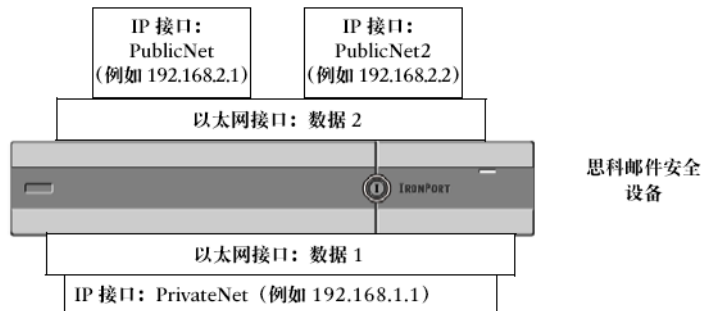 IP 接口：
PublicNet
（例如 192.168.2.1）
IP 接口：
PublicNet2
（例如 192.168.2.2）
以太网接口：数据 2
IRONPORT
思科邮件安全
设备
以太网接口：数据 1
IP 接口：PrivateNet（例如 192.168.1.1）